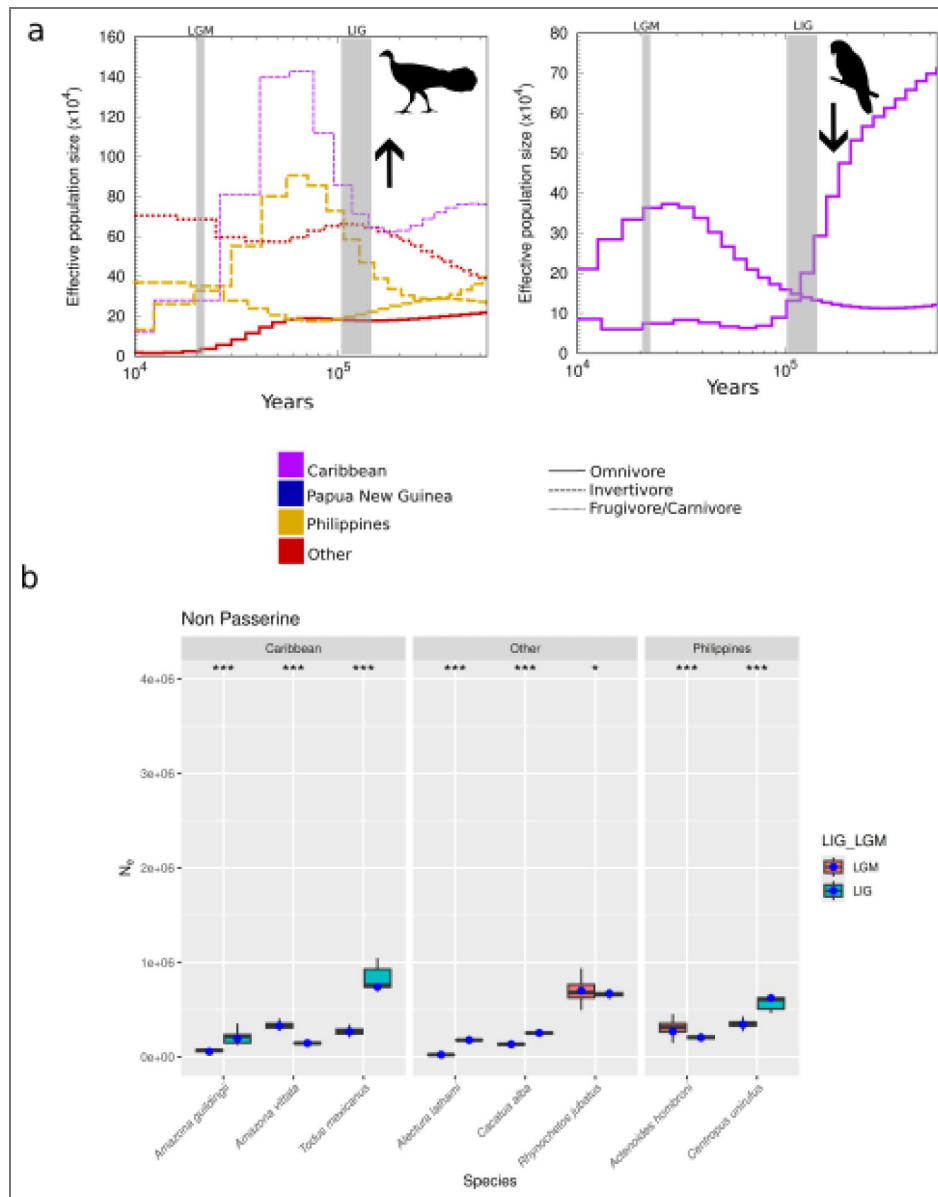 a
LGM LIG
160
140
120
100
80
60
40
20
0
Effective population size (x10⁴)
10⁴ 10⁵
Years
LGM LIG
80
70
60
50
40
30
20
10
0
Effective population size (x10⁴)
10⁴ 10⁵
Years
Caribbean
Papua New Guinea
Philippines
Other
Omnivore
Invertivore
Frugivore/Carnivore
b
Non Passerine
Caribbean Other Philippines
*** *** *** *** *** * *** ***
4e+06
3e+06
2e+06
1e+06
0e+00
Nₑ
LIG_LGM
LGM
LIG
Amazona guildingii
Amazona vittata
Todus mexicanus
Alectura lathami
Cacatua alba
Rhynochetos jubatus
Actenoides hombroni
Centropus unirufus
Species